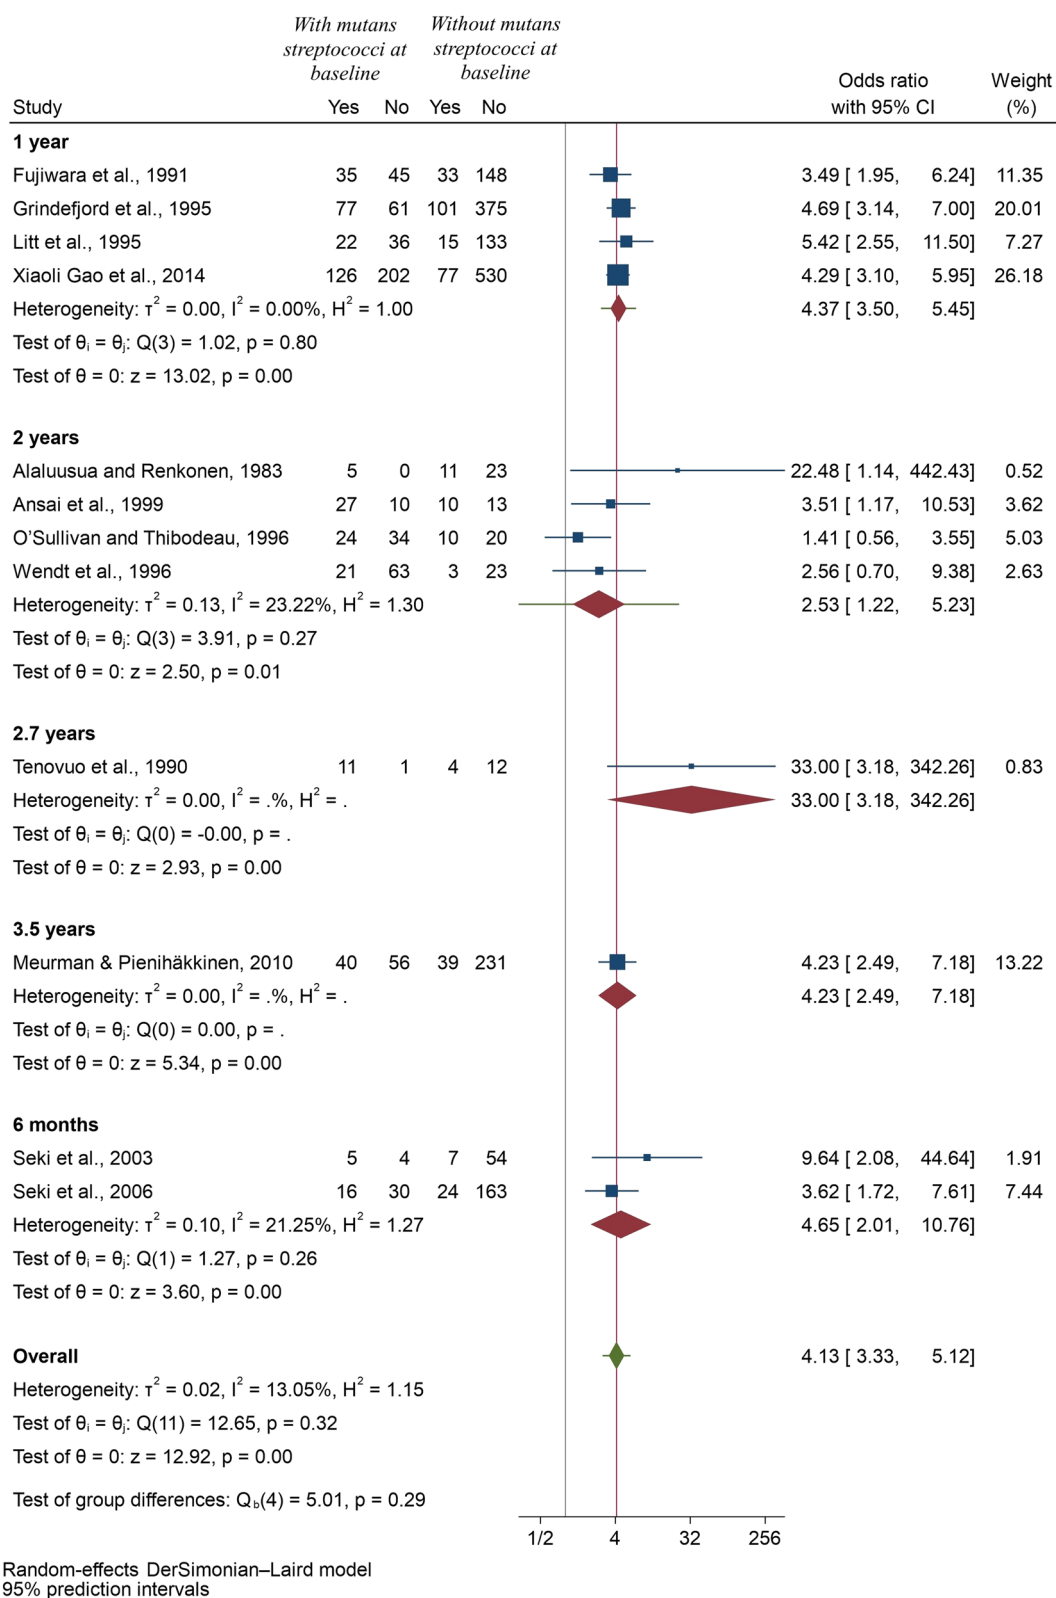 With mutans streptococci at baseline Without mutans streptococci at baseline
Odds ratio with 95% CI Weight (%)
Study Yes No Yes No
1 year
Fujiwara et al., 1991 35 45 33 148 3.49 [ 1.95, 6.24] 11.35
Grindefjord et al., 1995 77 61 101 375 4.69 [ 3.14, 7.00] 20.01
Litt et al., 1995 22 36 15 133 5.42 [ 2.55, 11.50] 7.27
Xiaoli Gao et al., 2014 126 202 77 530 4.29 [ 3.10, 5.95] 26.18
Heterogeneity: τ² = 0.00, I² = 0.00%, H² = 1.00 4.37 [ 3.50, 5.45]
Test of θᵢ = θⱼ: Q(3) = 1.02, p = 0.80
Test of θ = 0: z = 13.02, p = 0.00
2 years
Alaluusua and Renkonen, 1983 5 0 11 23 22.48 [ 1.14, 442.43] 0.52
Ansai et al., 1999 27 10 10 13 3.51 [ 1.17, 10.53] 3.62
O'Sullivan and Thibodeau, 1996 24 34 10 20 1.41 [ 0.56, 3.55] 5.03
Wendt et al., 1996 21 63 3 23 2.56 [ 0.70, 9.38] 2.63
Heterogeneity: τ² = 0.13, I² = 23.22%, H² = 1.30 2.53 [ 1.22, 5.23]
Test of θᵢ = θⱼ: Q(3) = 3.91, p = 0.27
Test of θ = 0: z = 2.50, p = 0.01
2.7 years
Tenovuo et al., 1990 11 1 4 12 33.00 [ 3.18, 342.26] 0.83
Heterogeneity: τ² = 0.00, I² = .%, H² = . 33.00 [ 3.18, 342.26]
Test of θᵢ = θⱼ: Q(0) = -0.00, p = .
Test of θ = 0: z = 2.93, p = 0.00
3.5 years
Meurman & Pienihäkkinen, 2010 40 56 39 231 4.23 [ 2.49, 7.18] 13.22
Heterogeneity: τ² = 0.00, I² = .%, H² = . 4.23 [ 2.49, 7.18]
Test of θᵢ = θⱼ: Q(0) = 0.00, p = .
Test of θ = 0: z = 5.34, p = 0.00
6 months
Seki et al., 2003 5 4 7 54 9.64 [ 2.08, 44.64] 1.91
Seki et al., 2006 16 30 24 163 3.62 [ 1.72, 7.61] 7.44
Heterogeneity: τ² = 0.10, I² = 21.25%, H² = 1.27 4.65 [ 2.01, 10.76]
Test of θᵢ = θⱼ: Q(1) = 1.27, p = 0.26
Test of θ = 0: z = 3.60, p = 0.00
Overall 4.13 [ 3.33, 5.12]
Heterogeneity: τ² = 0.02, I² = 13.05%, H² = 1.15
Test of θᵢ = θⱼ: Q(11) = 12.65, p = 0.32
Test of θ = 0: z = 12.92, p = 0.00
Test of group differences: Q_b(4) = 5.01, p = 0.29
1/2 4 32 256
Random-effects DerSimonian–Laird model
95% prediction intervals